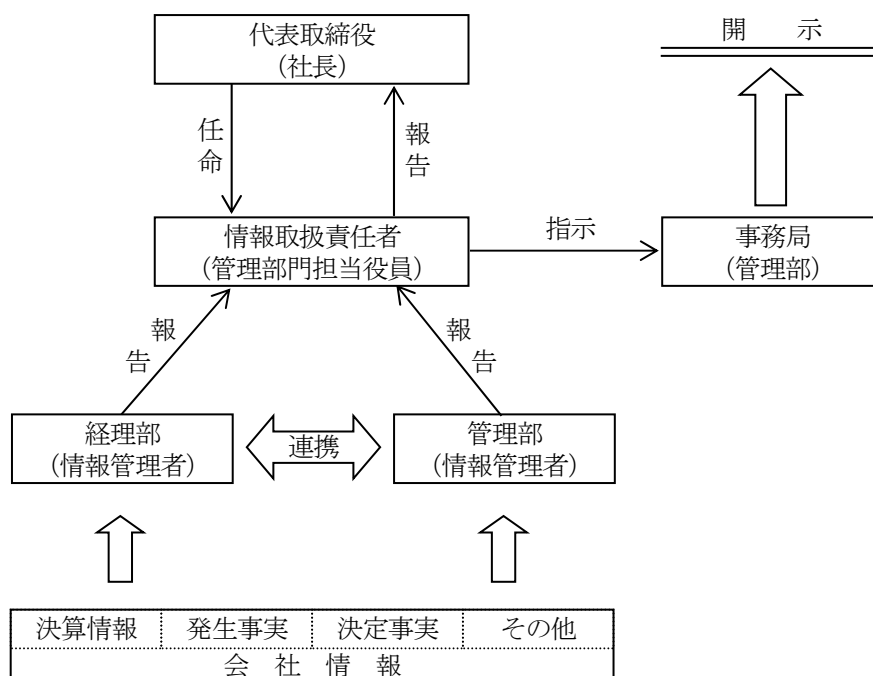 代表取締役
(社長)
開 示
任命
報告
情報取扱責任者
(管理部門担当役員)
指示
事務局
(管理部)
報告
報告
経理部
(情報管理者)
連携
管理部
(情報管理者)
決算情報 発生事実 決定事実 その他
会 社 情 報